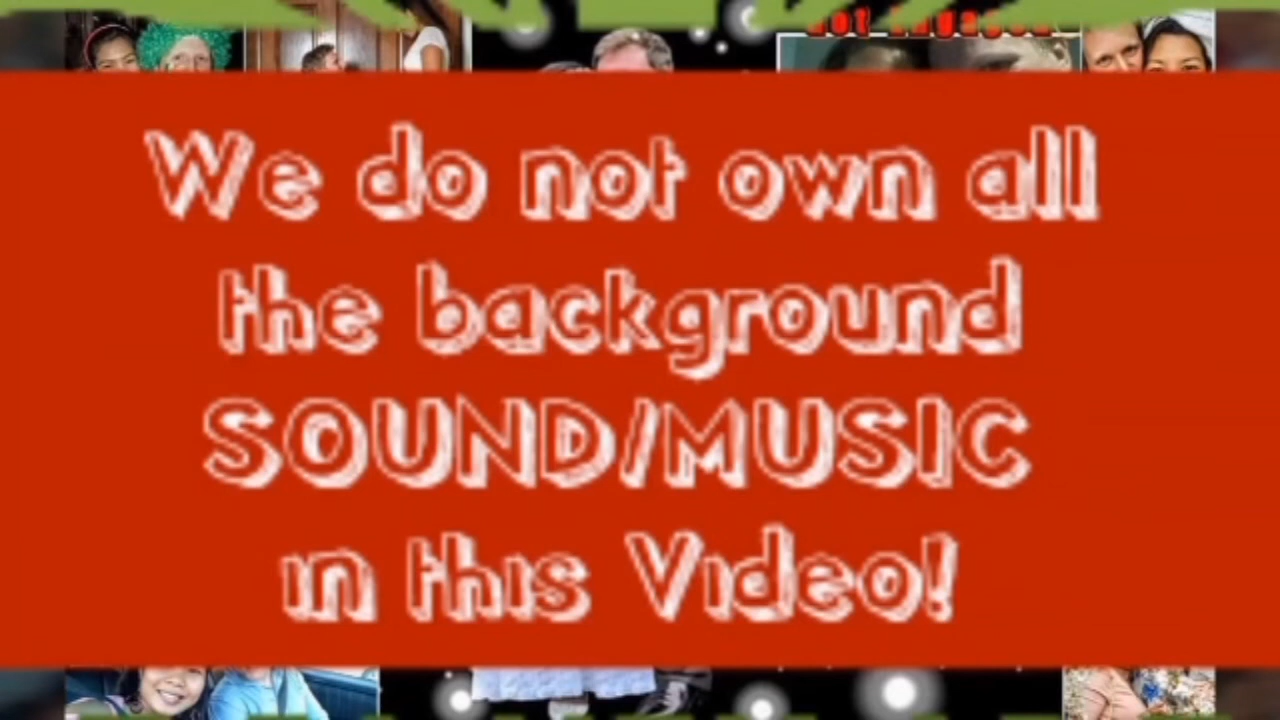 We do not own all
the background
SOUND/MUSIC
in this Video!